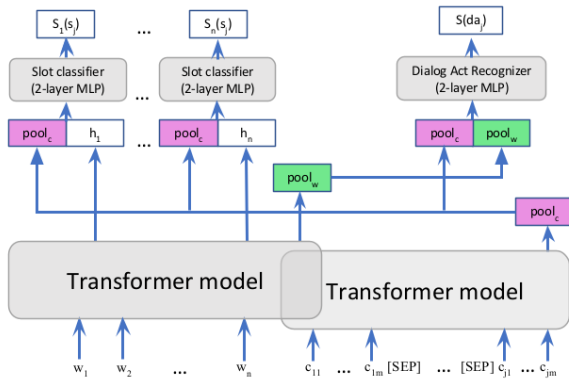 S1(sj) ... Sn(sj) S(daj)
Slot classifier (2-layer MLP) ... Slot classifier (2-layer MLP) Dialog Act Recognizer (2-layer MLP)
poolc h1 ... poolc hn poolc poolw
poolw
poolc
Transformer model Transformer model
w1 w2 ... wn c11 ... c1m [SEP] ... [SEP] cj1 ... cjm